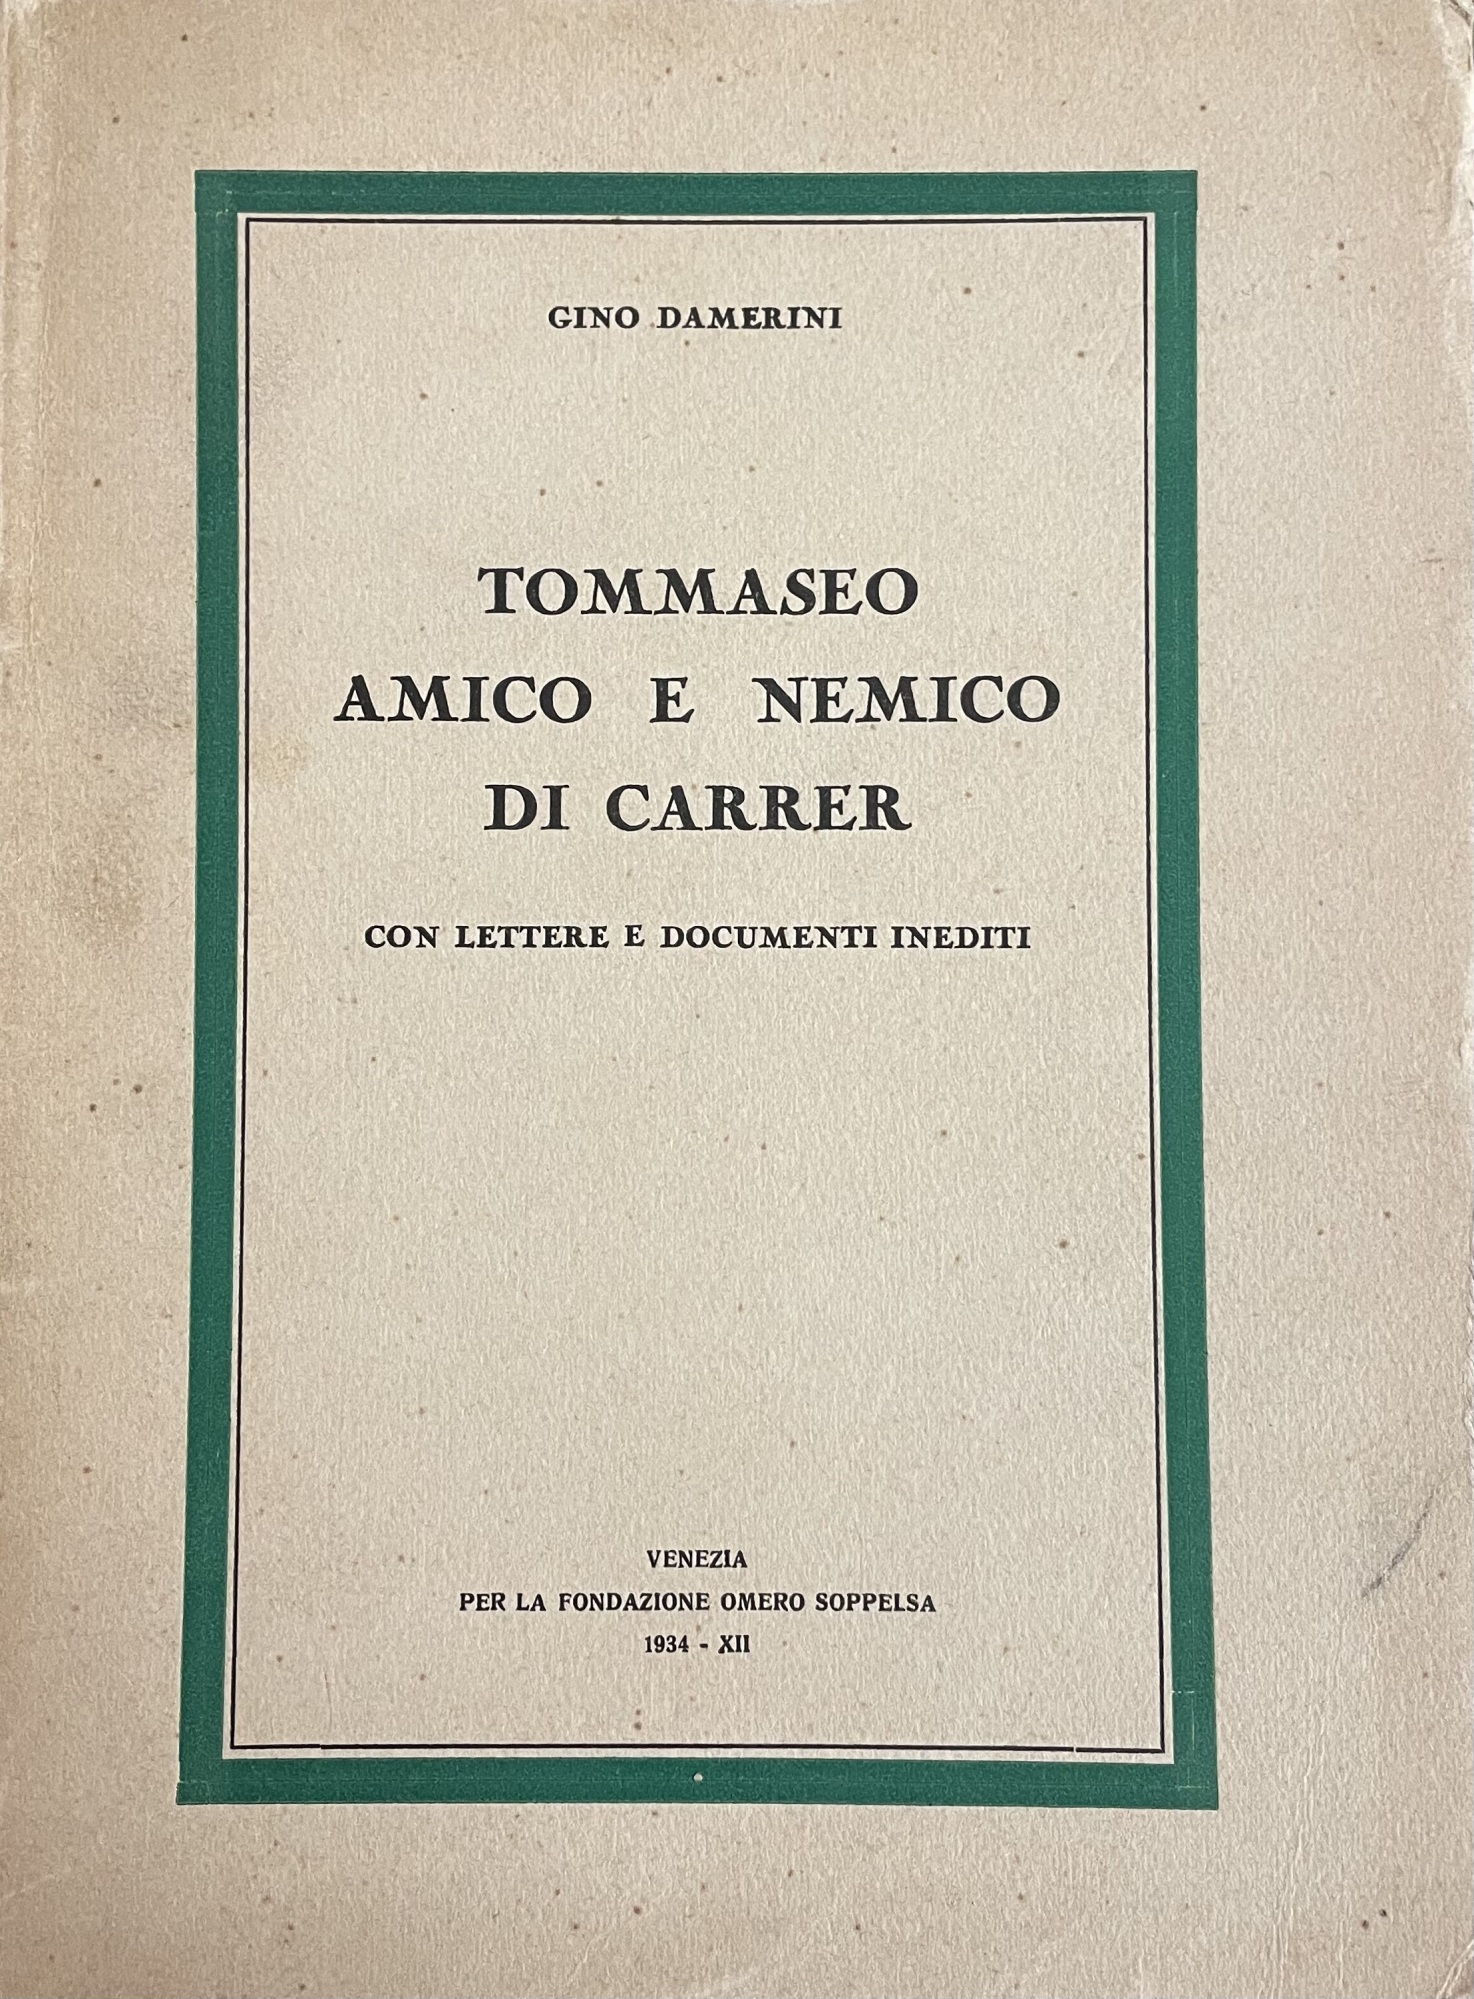 GINO DAMERINI
TOMMASEO
AMICO E NEMICO
DI CARRER
CON LETTERE E DOCUMENTI INEDITI
VENEZIA
PER LA FONDAZIONE OMERO SOPPELSA
1934 - XII